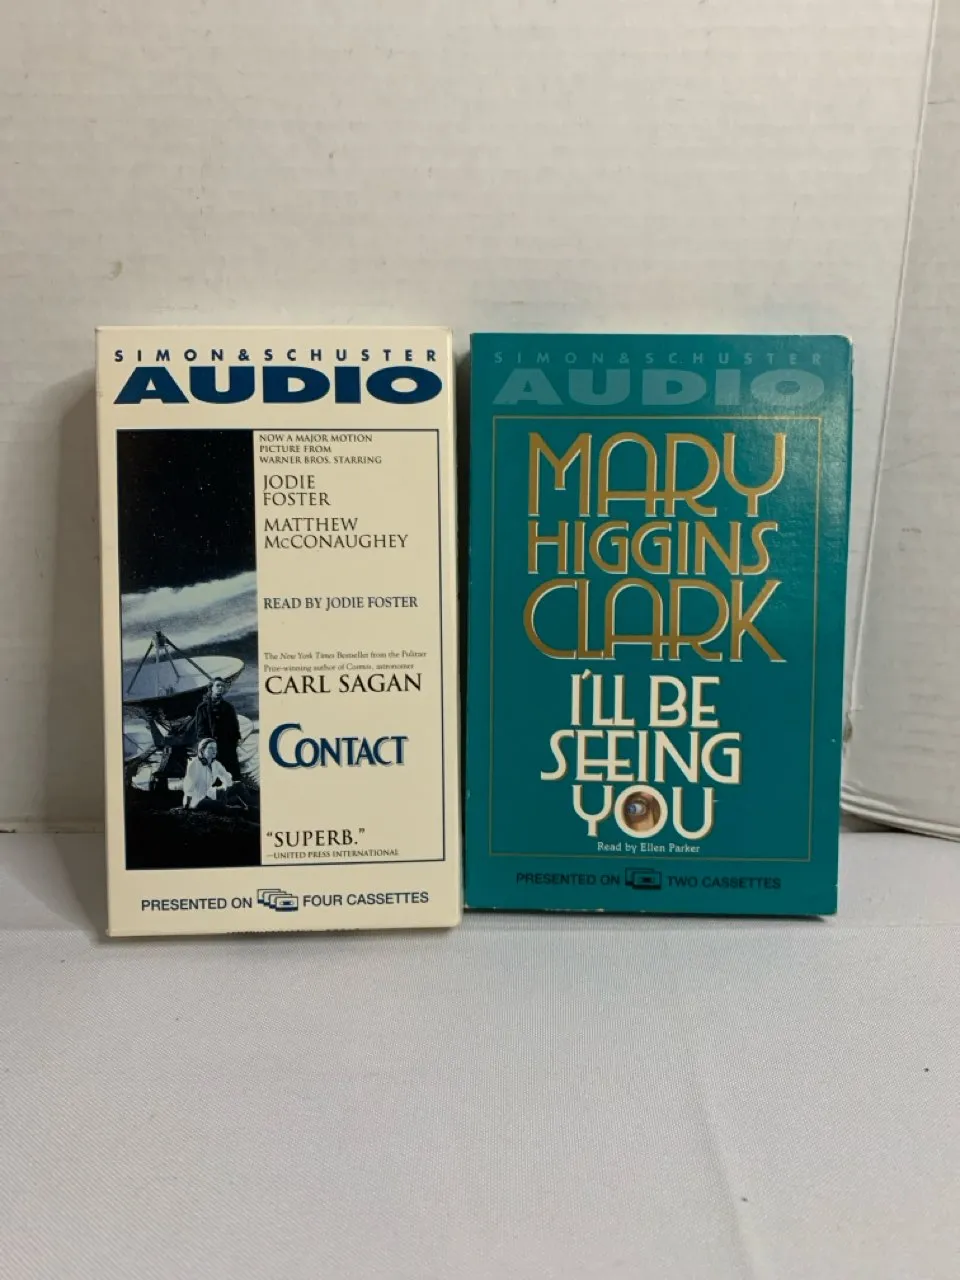 SIMON & SCHUSTER
AUDIO
NOW A MAJOR MOTION
PICTURE FROM
WARNER BROS. STARRING
JODIE
FOSTER
MATTHEW
McCONAUGHEY
READ BY JODIE FOSTER
The New York Times Bestseller from the Pulitzer
Prize-winning author of Cosmos, astronomer
CARL SAGAN
CONTACT
"SUPERB."
—UNITED PRESS INTERNATIONAL
PRESENTED ON FOUR CASSETTES
SIMON & SCHUSTER
AUDIO
MARY
HIGGINS
CLARK
I'LL BE
SEEING
YOU
Read by Ellen Parker
PRESENTED ON TWO CASSETTES